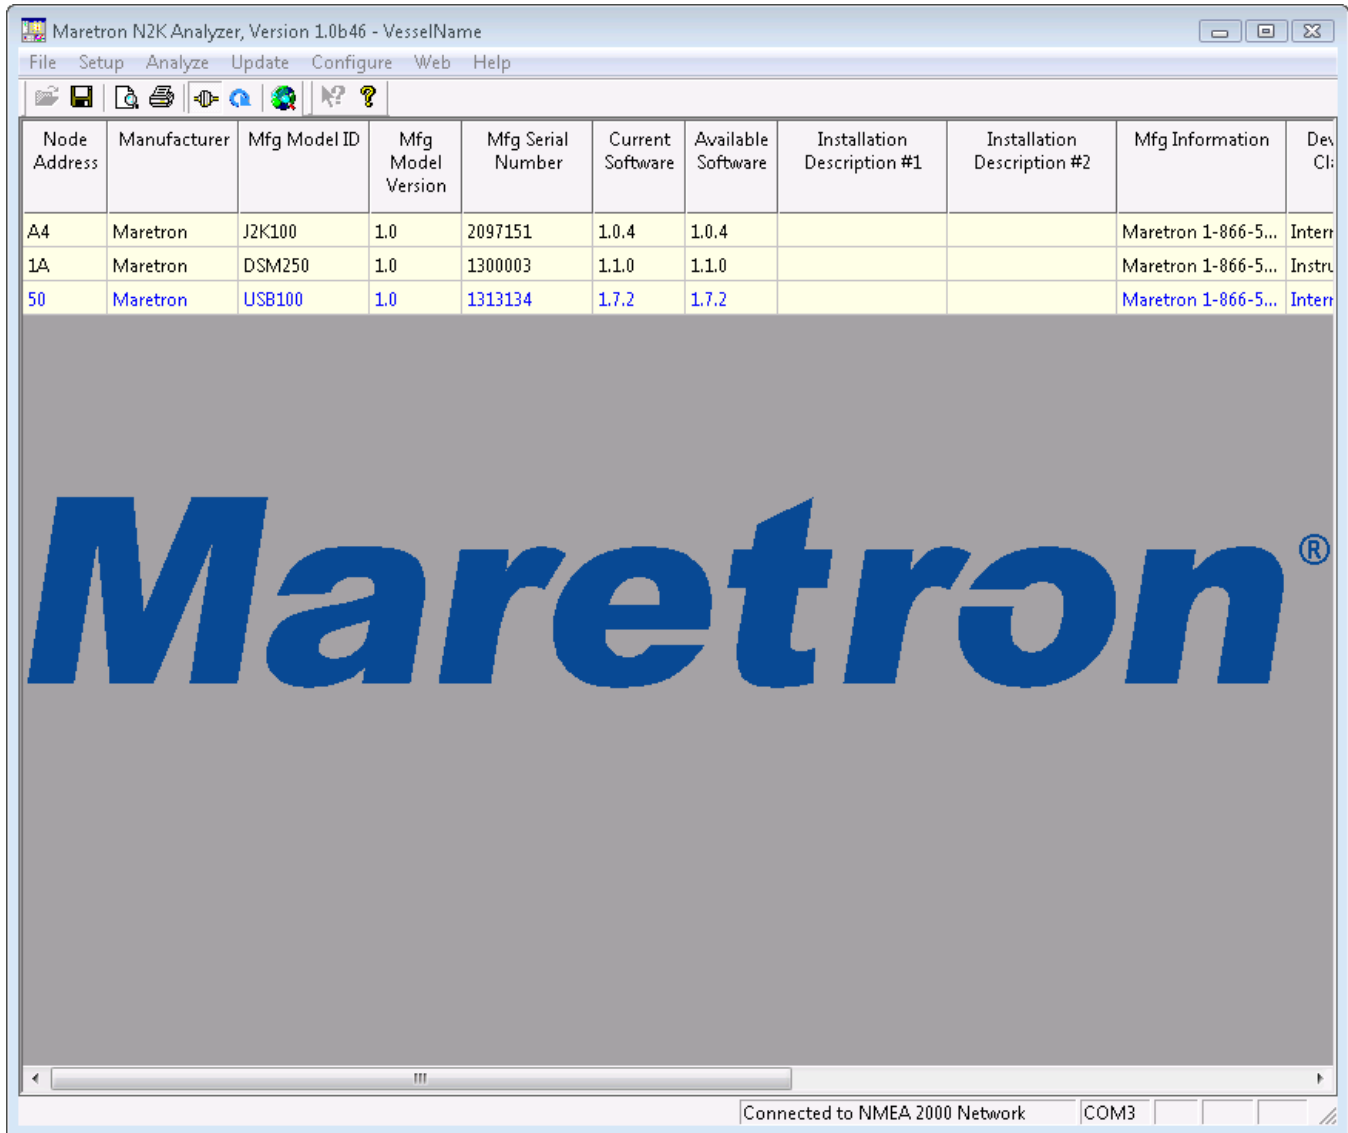 Maretron N2K Analyzer, Version 1.0b46 - VesselName
File Setup Analyze Update Configure Web Help
Node Address Manufacturer Mfg Model ID Mfg Model Version Mfg Serial Number Current Software Available Software Installation Description #1 Installation Description #2 Mfg Information
A4 Maretron J2K100 1.0 2097151 1.0.4 1.0.4 Maretron 1-866-5... Intern
1A Maretron DSM250 1.0 1300003 1.1.0 1.1.0 Maretron 1-866-5... Instru
50 Maretron USB100 1.0 1313134 1.7.2 1.7.2 Maretron 1-866-5... Intern
Maretron®
Connected to NMEA 2000 Network COM3